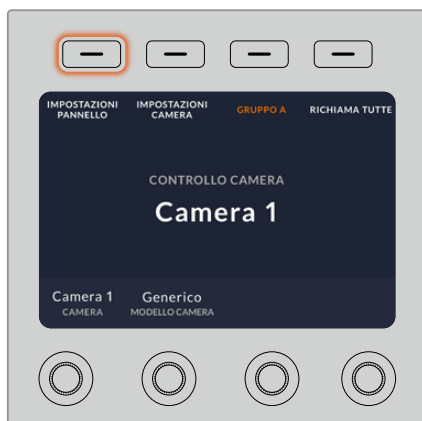 IMPOSTAZIONI PANNELLO
IMPOSTAZIONI CAMERA
GRUPPO A
RICHIAMA TUTTE
CONTROLLO CAMERA
Camera 1
Camera 1
CAMERA
Generico
MODELLO CAMERA